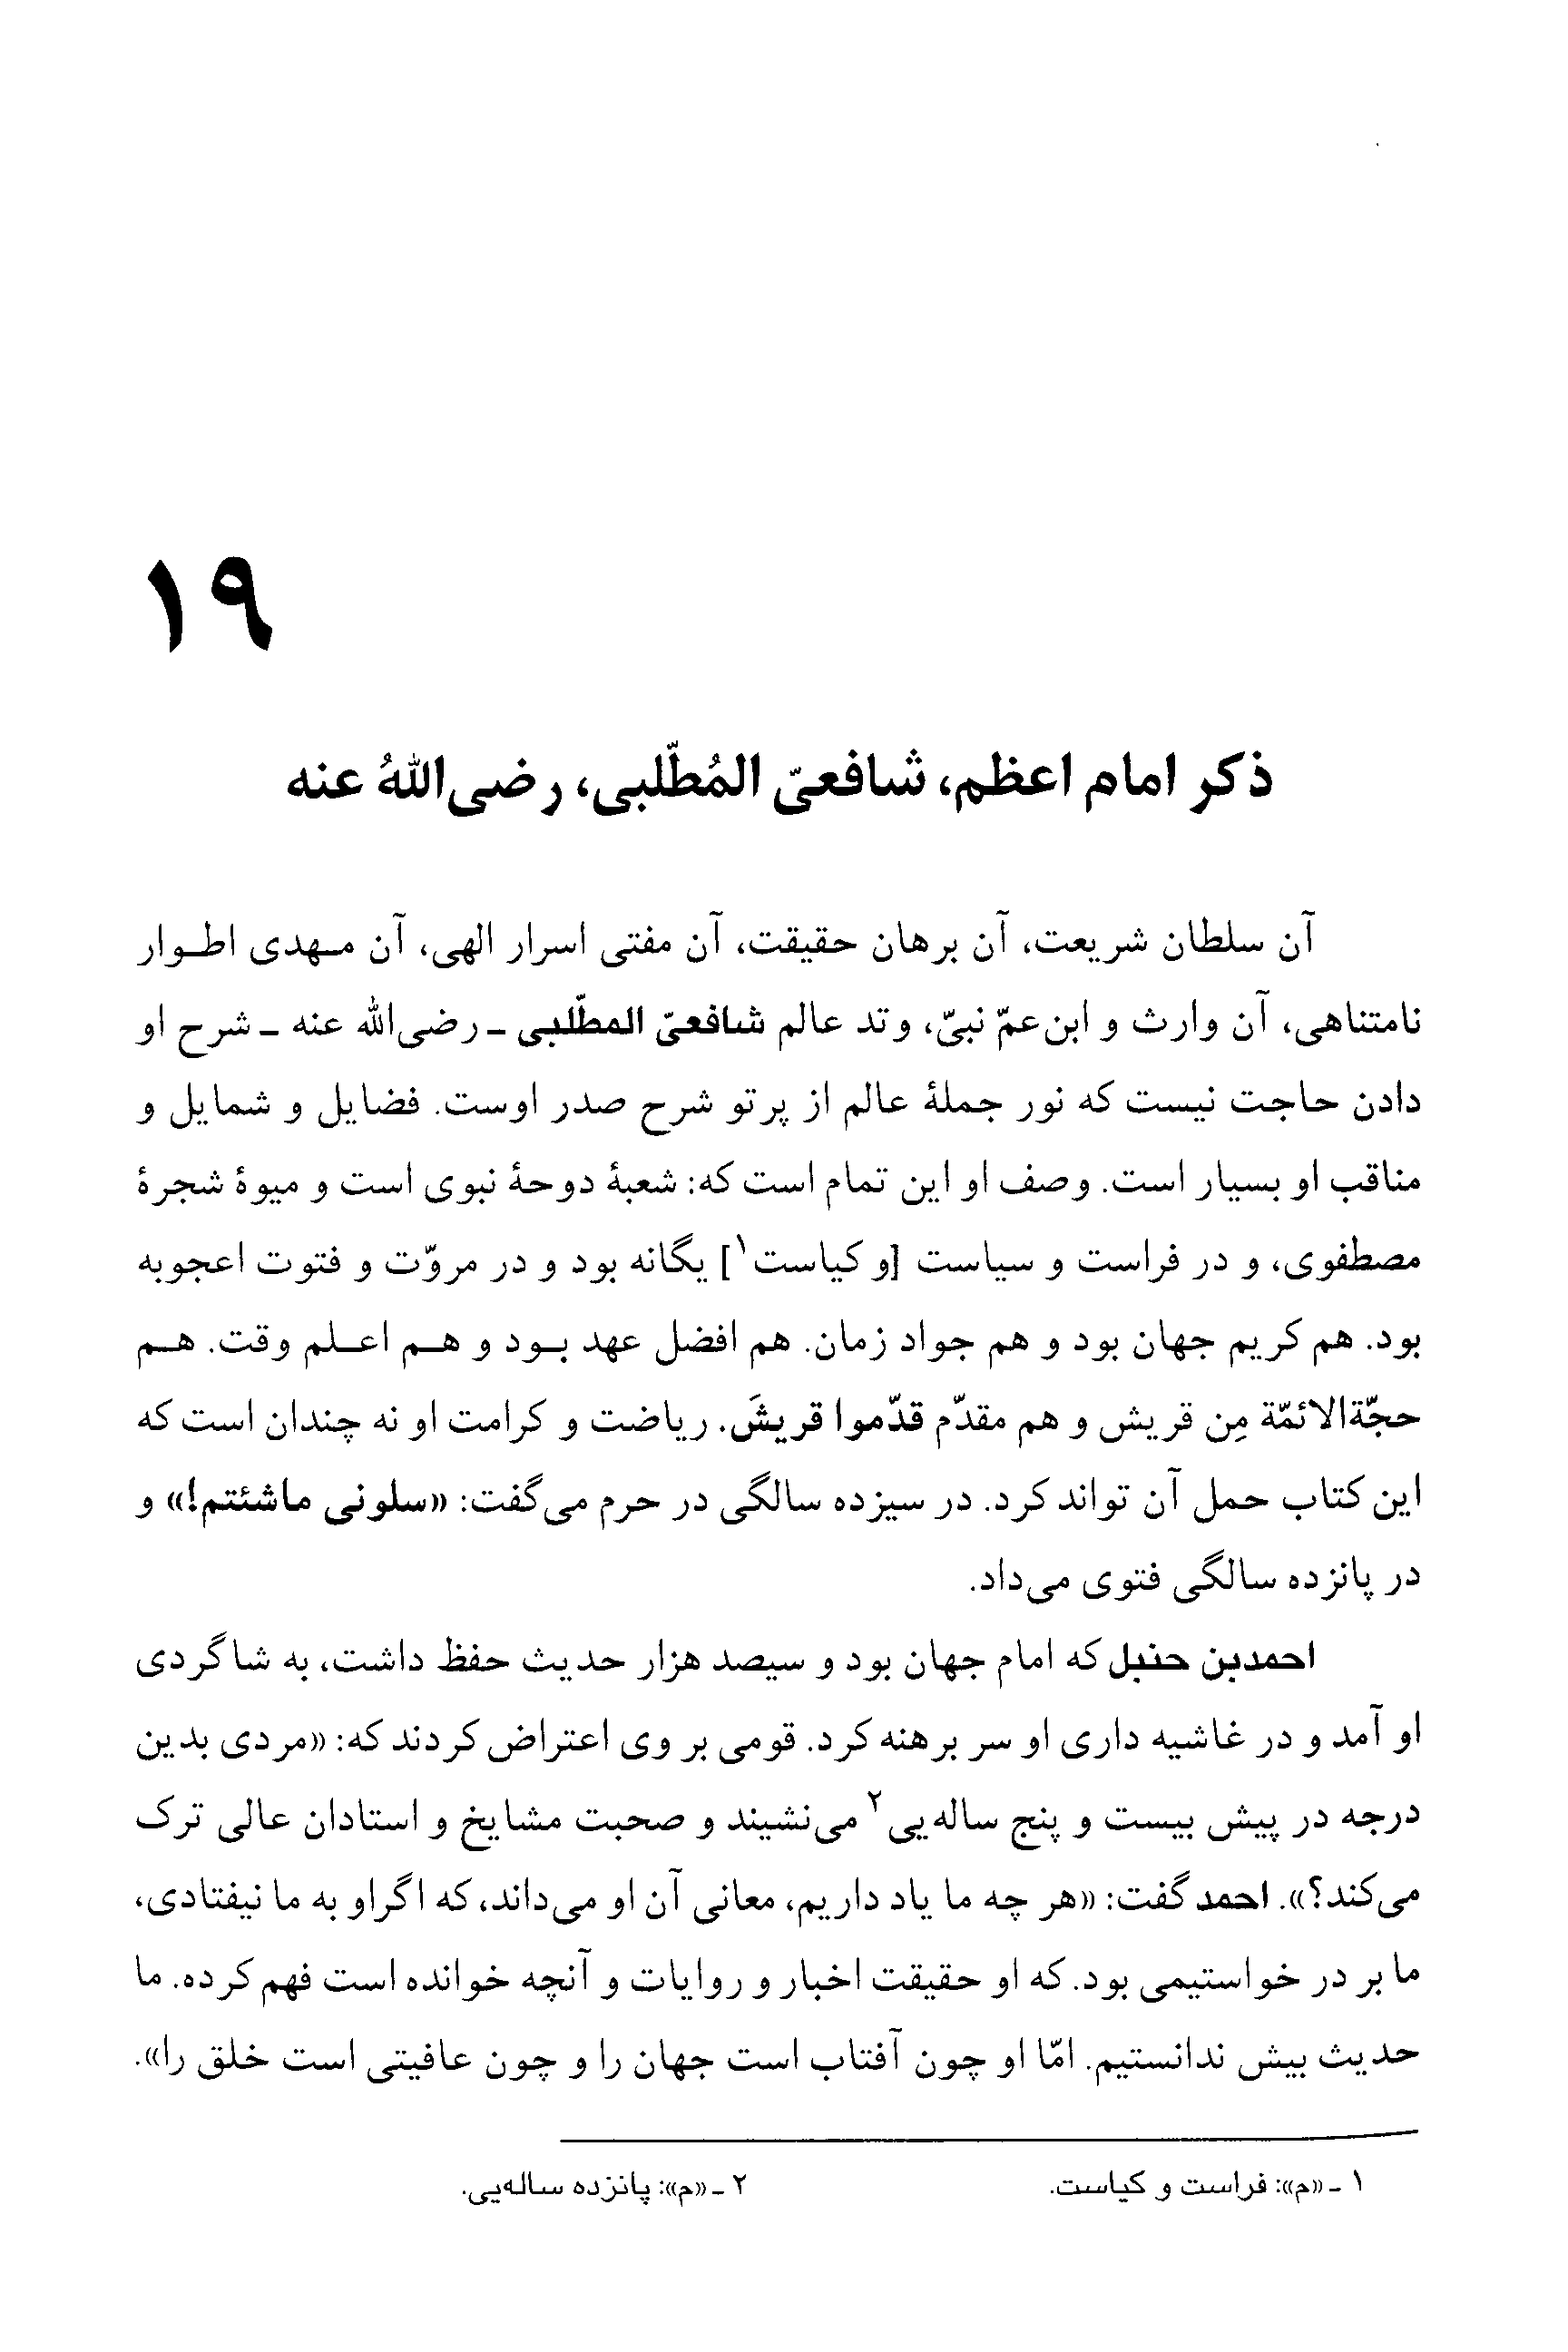 ۱۹
ذکر امام اعظم، شافعیّ المُطّلبی، رضی‌اللهُ عنه
آن سلطان شریعت، آن برهان حقیقت، آن مفتی اسرار الهی، آن مهدی اطوار
نامتناهی، آن وارث و ابن‌عمّ نبیّ، وتد عالم شافعیّ المطّلبی ـ رضی‌الله عنه ـ شرح او
دادن حاجت نیست که نور جملهٔ عالم از پرتو شرح صدر اوست. فضایل و شمایل و
مناقب او بسیار است. وصف او این تمام است که: شعبهٔ دوحهٔ نبوی است و میوهٔ شجرهٔ
مصطفوی، و در فراست و سیاست [و کیاست۱] یگانه بود و در مروّت و فتوت اعجوبه
بود. هم کریم جهان بود و هم جواد زمان. هم افضل عهد بود و هم اعلم وقت. هم
حجّةالائمّة مِن قریش و هم مقدّم قدّموا قریشَ. ریاضت و کرامت او نه چندان است که
این کتاب حمل آن تواند کرد. در سیزده سالگی در حرم می‌گفت: «سلونی ماشئتم!» و
در پانزده سالگی فتوی می‌داد.
احمدبن حنبل که امام جهان بود و سیصد هزار حدیث حفظ داشت، به شاگردی
او آمد و در غاشیه داری او سر برهنه کرد. قومی بر وی اعتراض کردند که: «مردی بدین
درجه در پیش بیست و پنج ساله‌یی۲ می‌نشیند و صحبت مشایخ و استادان عالی ترک
می‌کند؟». احمد گفت: «هر چه ما یاد داریم، معانی آن او می‌داند، که اگراو به ما نیفتادی،
ما بر در خواستیمی بود. که او حقیقت اخبار و روایات و آنچه خوانده است فهم کرده. ما
حدیث بیش ندانستیم. امّا او چون آفتاب است جهان را و چون عافیتی است خلق را».
۱ ـ «م»: فراست و کیاست. ۲ ـ «م»: پانزده ساله‌یی.